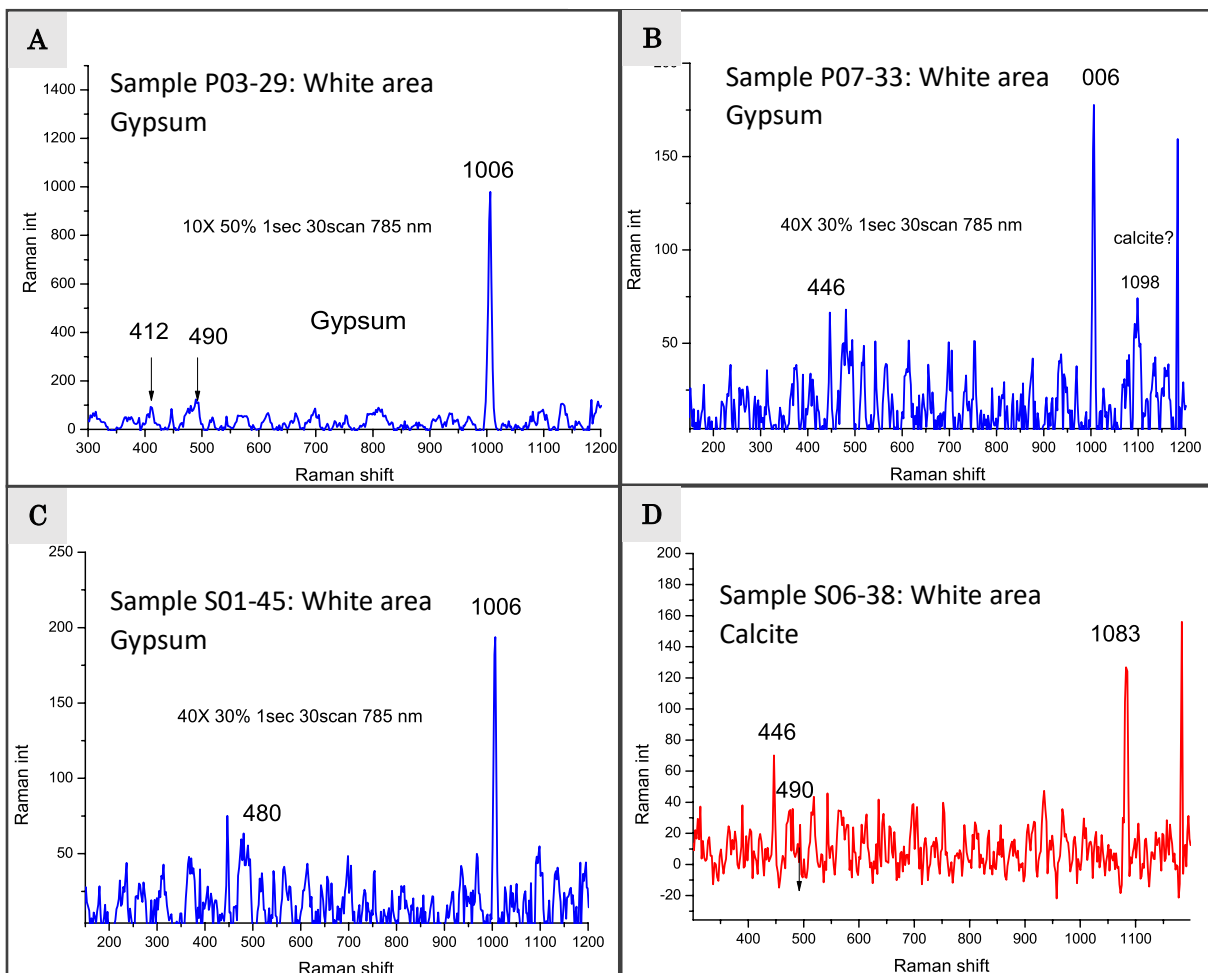 A
Sample P03-29: White area
Gypsum
1006
10X 50% 1sec 30scan 785 nm
Gypsum
412
490
Raman int
1400
1200
1000
800
600
400
200
0
300 400 500 600 700 800 900 1000 1100 1200
Raman shift
B
Sample P07-33: White area
Gypsum
006
40X 30% 1sec 30scan 785 nm
calcite?
1098
446
Raman int
150
100
50
200 300 400 500 600 700 800 900 1000 1100 1200
Raman shift
C
Sample S01-45: White area
Gypsum
1006
40X 30% 1sec 30scan 785 nm
480
Raman int
250
200
150
100
50
200 300 400 500 600 700 800 900 1000 1100 1200
Raman shift
D
Sample S06-38: White area
Calcite
1083
446
490
Raman int
200
180
160
140
120
100
80
60
40
20
0
-20
400 500 600 700 800 900 1000 1100
Raman shift